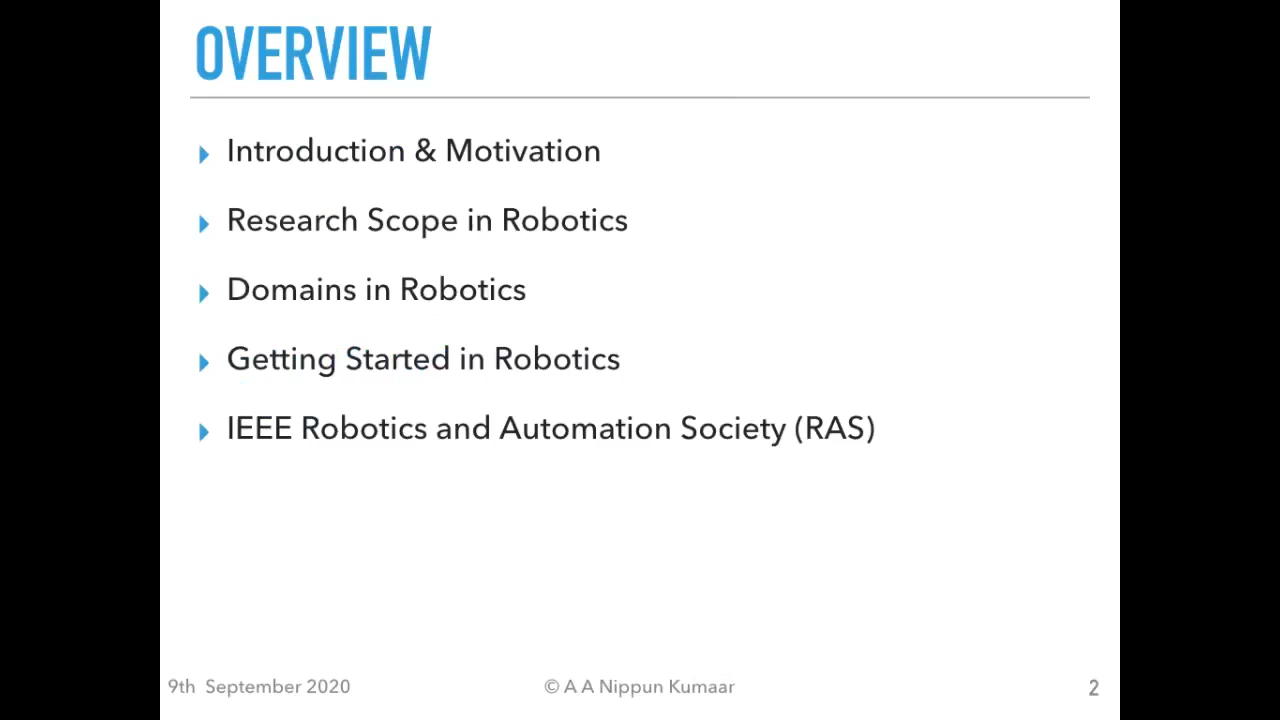 OVERVIEW
Introduction & Motivation
Research Scope in Robotics
Domains in Robotics
Getting Started in Robotics
IEEE Robotics and Automation Society (RAS)
9th September 2020
© A A Nippun Kumaar
2